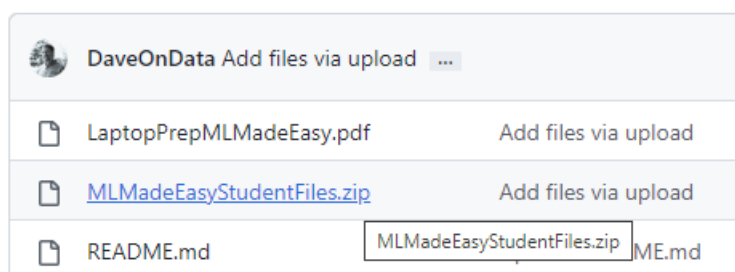 DaveOnData Add files via upload ...
LaptopPrepMLMadeEasy.pdf Add files via upload
MLMadeEasyStudentFiles.zip Add files via upload
MLMadeEasyStudentFiles.zip
README.md ME.md